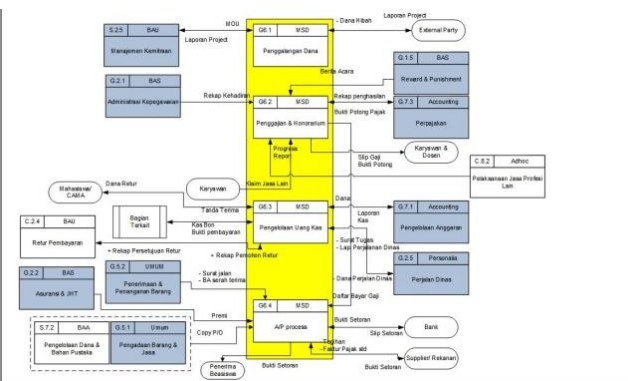 MOU
Laporan Project
S.2.5 BAU
Manajemen Kemitraan
Laporan Project
G6.1 MSD
Penggalangan Dana
- Dana Hibah
External Party
Berita Acara
G.1.5 BAS
Reward & Punishment
G.2.1 BAS
Administrasi Kepegawaian
Rekap Kehadiran
G6.2 MSD
Penggajian & Honorarium
Rekap penghasilan
Bukti Potong Pajak
G.7.3 Accounting
Perpajakan
Progress
Report
Slip Gaji
Bukti Potong
Karyawan &
Dosen
C.8.2 Adhoc
Pelaksanaan Jasa Profesi
Lain
Mahasiswa/
CAMA
Dana Retur
Karyawan
Klaim Jasa Lain
Tanda Terima
G6.3 MSD
Pengelolaan Uang Kas
Dana
Laporan
Kas
G.7.1 Accounting
Pengelolaan Anggaran
C.2.4 BAU
Retur Pembayaran
Bagian
Terkait
Kas Bon
Bukti pembayaran
+ Rekap Persetujuan Retur
+ Rekap Pemohon Retur
- Surat Tugas
- Lap. Perjalanan Dinas
G.2.5 Personalia
Perjalan Dinas
- Dana Perjalan Dinas
G.2.2 BAS
Asuransi & JHT
G.5.2 UMUM
Penerimaan &
Penanganan Barang
- Surat jalan
- BA serah terima
Daftar Bayar Gaji
Premi
G6.4 MSD
A/P process
Bukti Setoran
Slip Setoran
Bank
S.7.2 BAA
Pengelolaan Dana &
Bahan Pustaka
G.5.1 Umum
Pengadaan Barang &
Jasa
Copy P/O
- Tagihan
- Faktur Pajak std
Bukti Setoran
Supplier/ Rekanan
Penerima
Beasiswa
Bukti Setoran